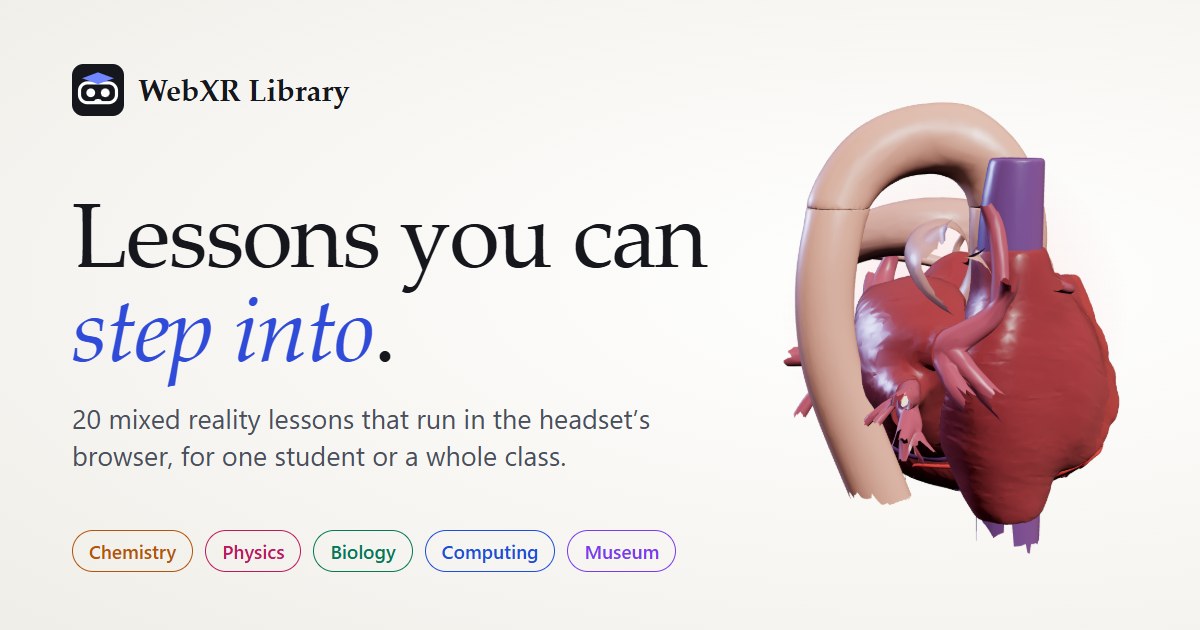 WebXR Library
Lessons you can
step into.
20 mixed reality lessons that run in the headset’s
browser, for one student or a whole class.
Chemistry
Physics
Biology
Computing
Museum